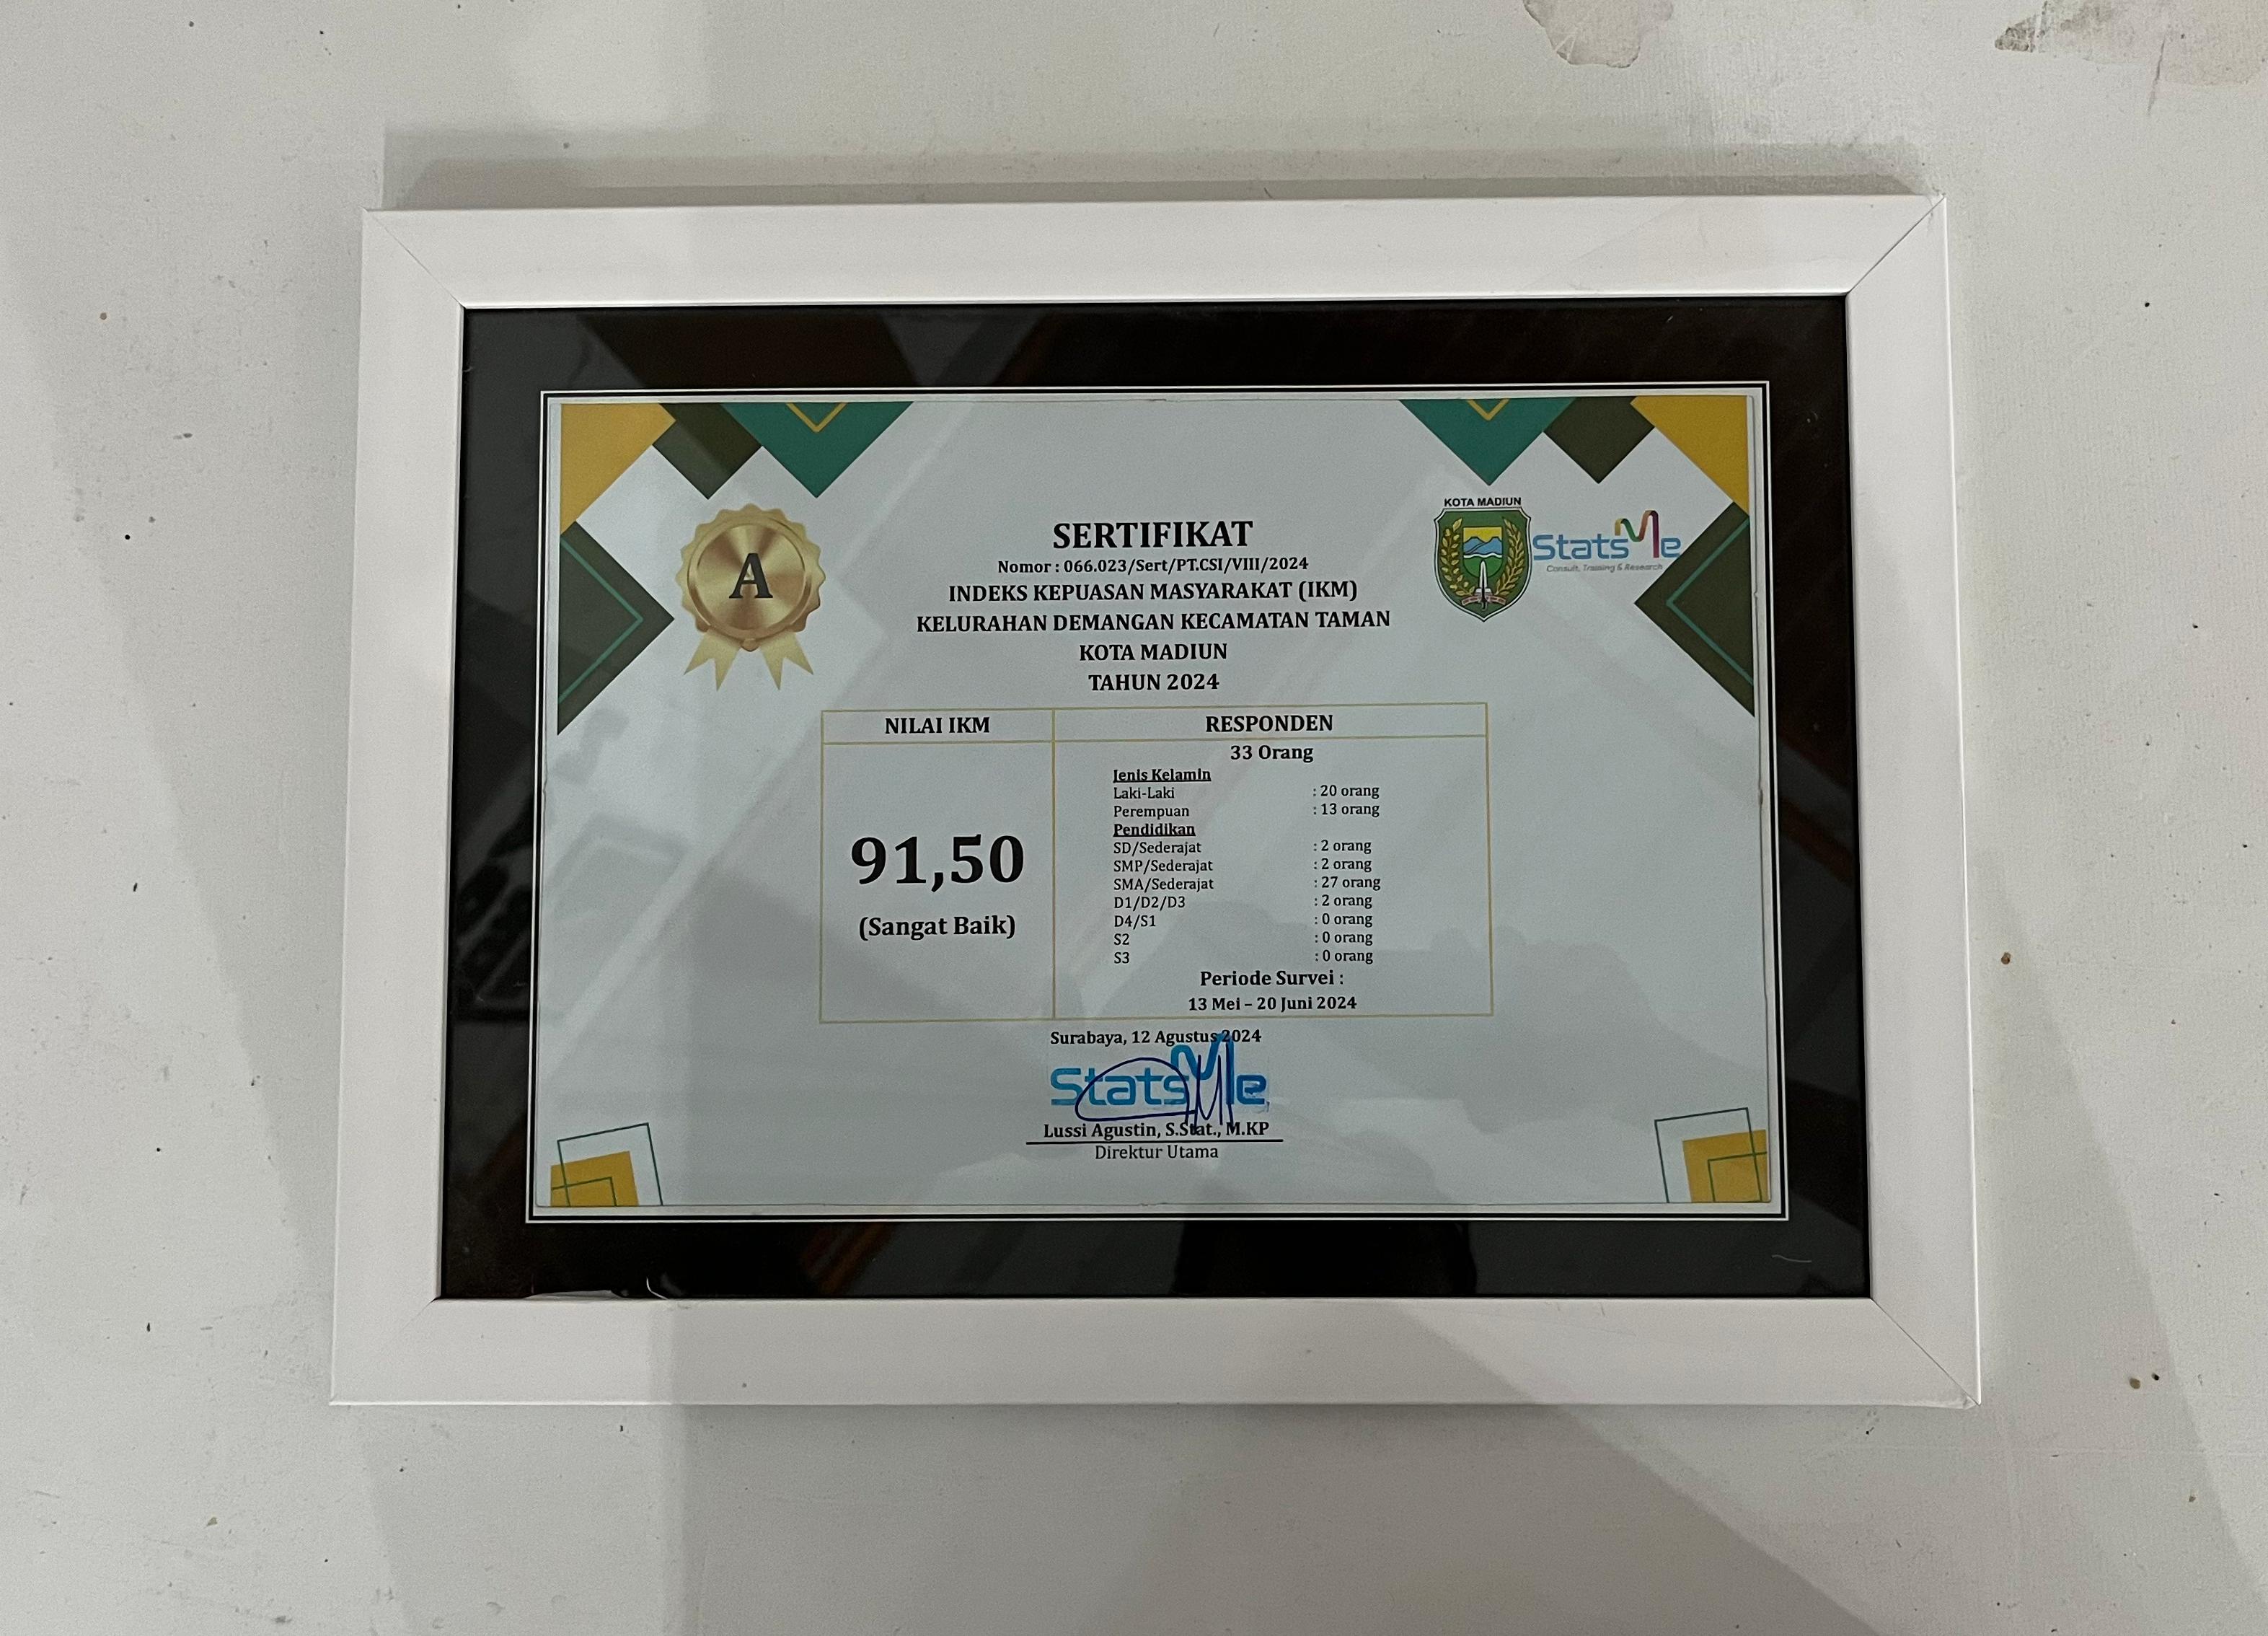 KOTA MADIUN
StatsMe
Consult, Training & Research
A
SERTIFIKAT
Nomor : 066.023/Sert/PT.CSI/VIII/2024
INDEKS KEPUASAN MASYARAKAT (IKM)
KELURAHAN DEMANGAN KECAMATAN TAMAN
KOTA MADIUN
TAHUN 2024
NILAI IKM
91,50
(Sangat Baik)
RESPONDEN
33 Orang
Jenis Kelamin
Laki-Laki : 20 orang
Perempuan : 13 orang
Pendidikan
SD/Sederajat : 2 orang
SMP/Sederajat : 2 orang
SMA/Sederajat : 27 orang
D1/D2/D3 : 2 orang
D4/S1 : 0 orang
S2 : 0 orang
S3 : 0 orang
Periode Survei :
13 Mei – 20 Juni 2024
Surabaya, 12 Agustus 2024
StatsMe
Lussi Agustin, S.Stat., M.KP
Direktur Utama